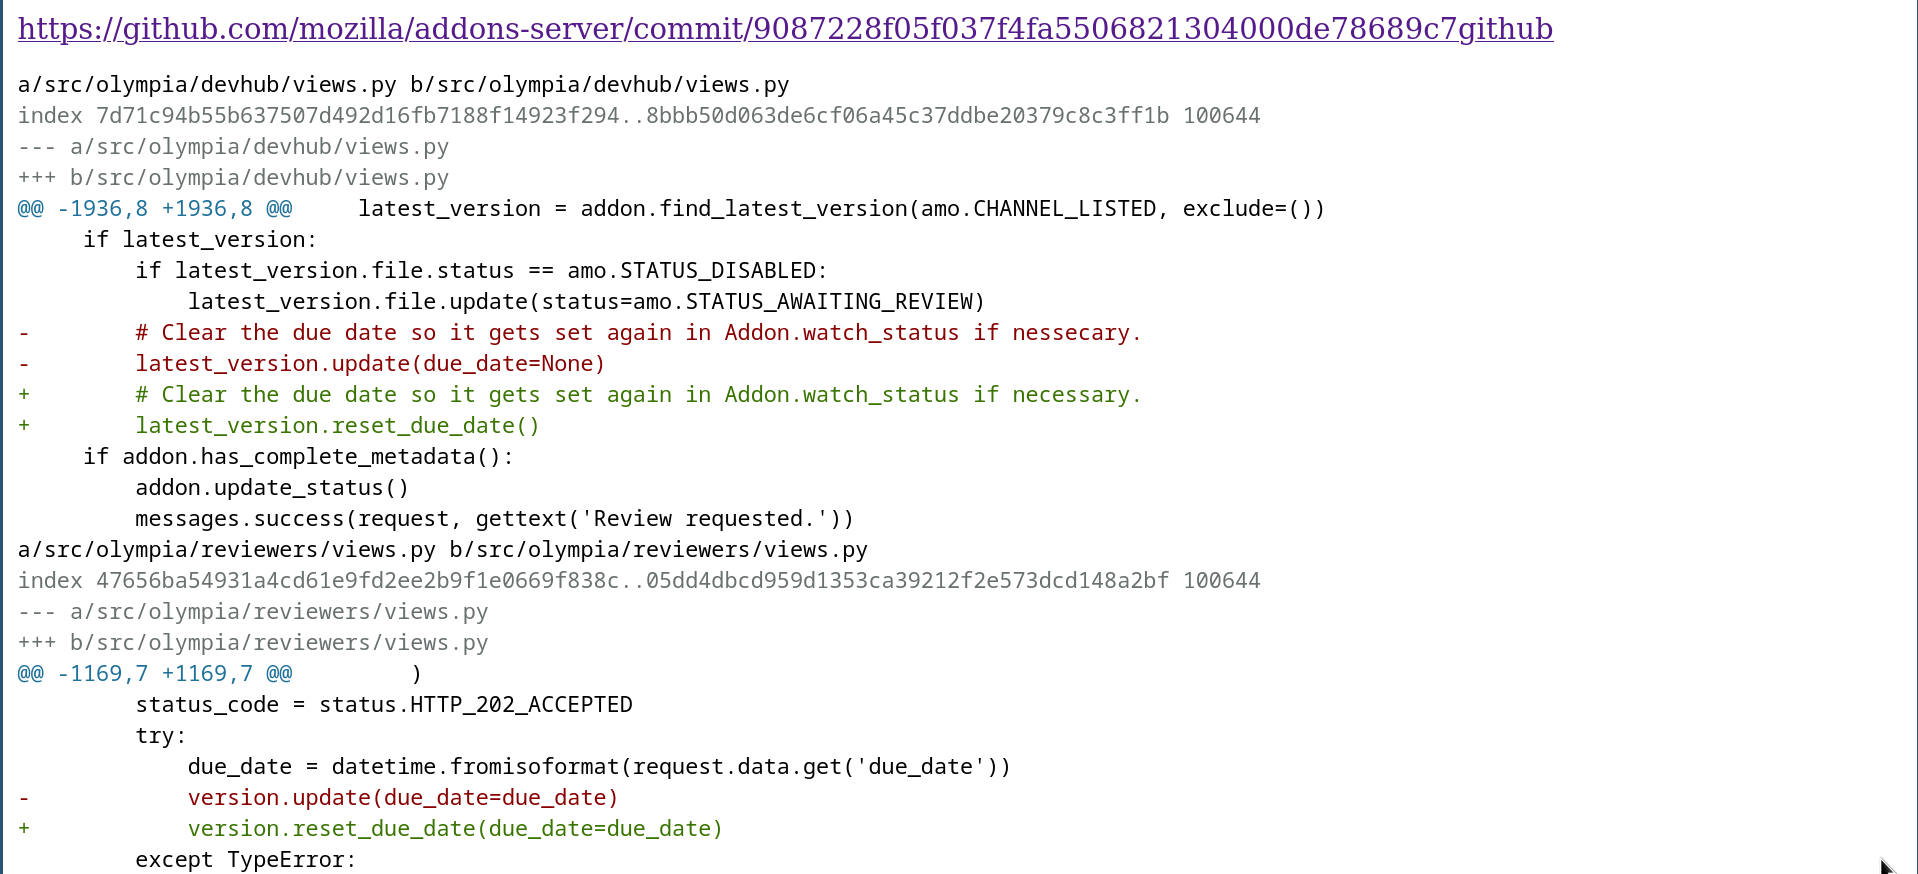 https://github.com/mozilla/addons-server/commit/9087228f05f037f4fa5506821304000de78689c7github
a/src/olympia/devhub/views.py b/src/olympia/devhub/views.py
index 7d71c94b55b637507d492d16fb7188f14923f294..8bbb50d063de6cf06a45c37ddbe20379c8c3ff1b 100644
--- a/src/olympia/devhub/views.py
+++ b/src/olympia/devhub/views.py
@@ -1936,8 +1936,8 @@     latest_version = addon.find_latest_version(amo.CHANNEL_LISTED, exclude=())
     if latest_version:
         if latest_version.file.status == amo.STATUS_DISABLED:
             latest_version.file.update(status=amo.STATUS_AWAITING_REVIEW)
-        # Clear the due date so it gets set again in Addon.watch_status if nessecary.
-        latest_version.update(due_date=None)
+        # Clear the due date so it gets set again in Addon.watch_status if necessary.
+        latest_version.reset_due_date()
     if addon.has_complete_metadata():
         addon.update_status()
         messages.success(request, gettext('Review requested.'))
a/src/olympia/reviewers/views.py b/src/olympia/reviewers/views.py
index 47656ba54931a4cd61e9fd2ee2b9f1e0669f838c..05dd4dbcd959d1353ca39212f2e573dcd148a2bf 100644
--- a/src/olympia/reviewers/views.py
+++ b/src/olympia/reviewers/views.py
@@ -1169,7 +1169,7 @@         )
         status_code = status.HTTP_202_ACCEPTED
         try:
             due_date = datetime.fromisoformat(request.data.get('due_date'))
-            version.update(due_date=due_date)
+            version.reset_due_date(due_date=due_date)
         except TypeError: